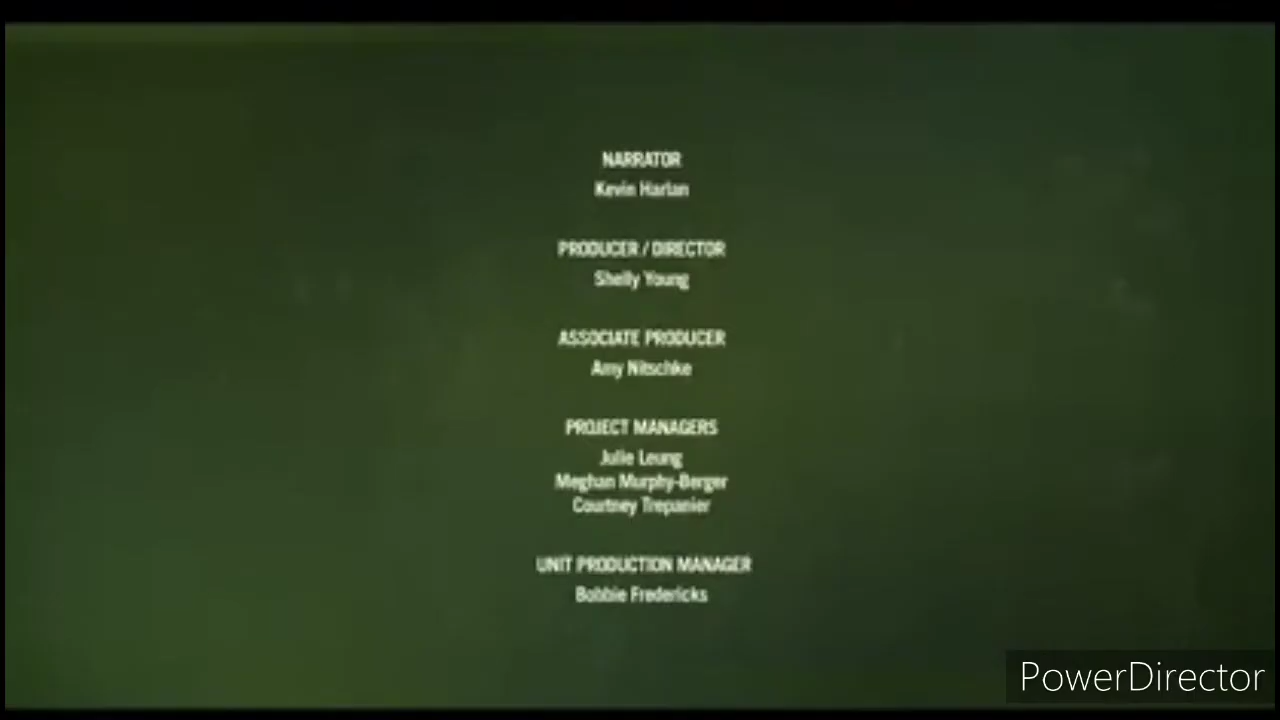 NARRATOR
Kevin Harlan
PRODUCER / DIRECTOR
Shelly Young
ASSOCIATE PRODUCER
Amy Nitschke
PROJECT MANAGERS
Julie Leung
Meghan Murphy-Berger
Courtney Trepanier
UNIT PRODUCTION MANAGER
Bobbie Fredericks
PowerDirector